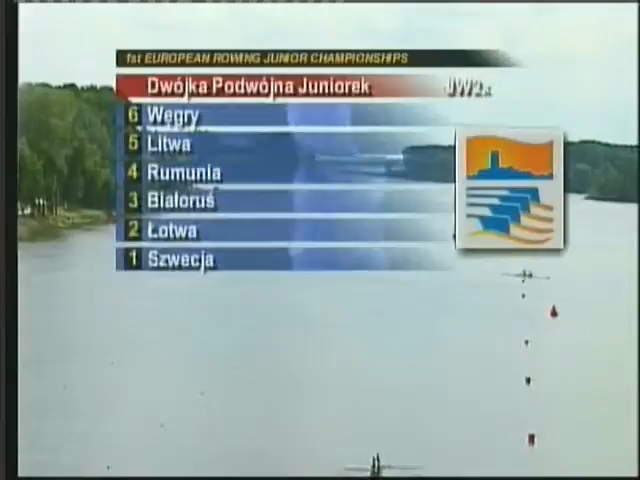 1st EUROPEAN ROWING JUNIOR CHAMPIONSHIPS
Dwójka Podwójna Juniorek JW2x
6 Węgry
5 Litwa
4 Rumunia
3 Białoruś
2 Łotwa
1 Szwecja